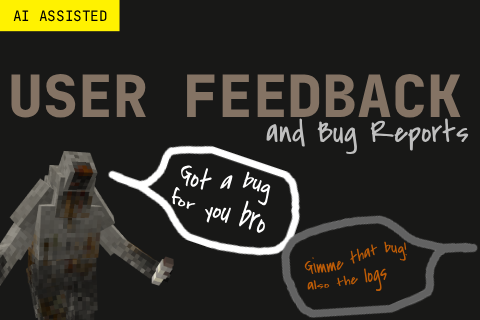 AI ASSISTED
USER FEEDBACK
and Bug Reports
Got a bug
for you bro
Gimme that bug!
also the logs